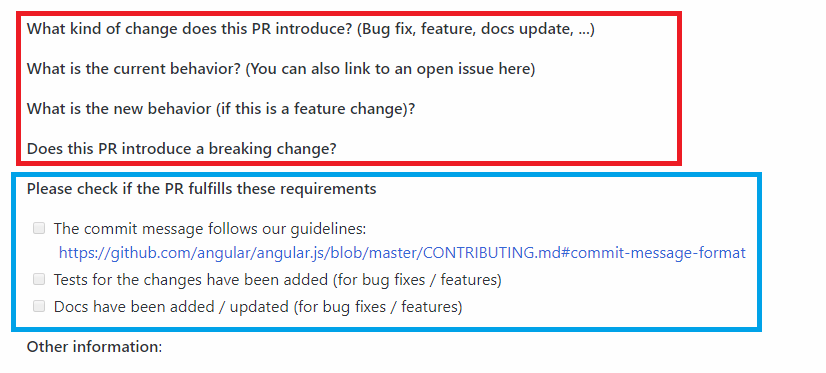 What kind of change does this PR introduce? (Bug fix, feature, docs update, ...)
What is the current behavior? (You can also link to an open issue here)
What is the new behavior (if this is a feature change)?
Does this PR introduce a breaking change?
Please check if the PR fulfills these requirements
The commit message follows our guidelines:
https://github.com/angular/angular.js/blob/master/CONTRIBUTING.md#commit-message-format
Tests for the changes have been added (for bug fixes / features)
Docs have been added / updated (for bug fixes / features)
Other information: